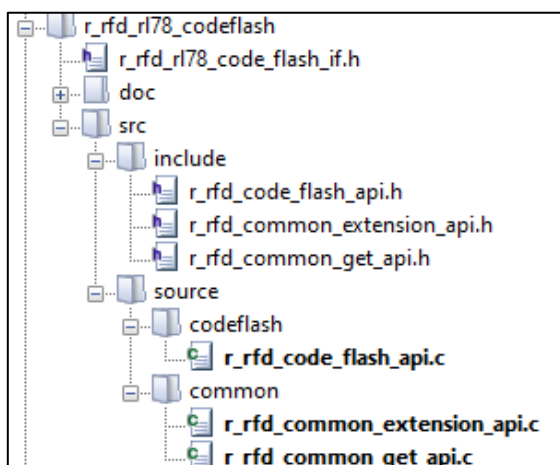 r_rfd_rl78_codeflash
r_rfd_rl78_code_flash_if.h
doc
src
include
r_rfd_code_flash_api.h
r_rfd_common_extension_api.h
r_rfd_common_get_api.h
source
codeflash
r_rfd_code_flash_api.c
common
r_rfd_common_extension_api.c
r_rfd_common_get_api.c